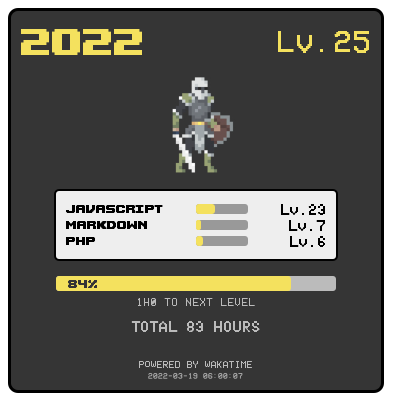 2022
Lv.25
JAVASCRIPT Lv.23
MARKDOWN Lv.7
PHP Lv.6
84%
1H0 TO NEXT LEVEL
TOTAL 83 HOURS
POWERED BY WAKATIME
2022-03-19 06:00:07